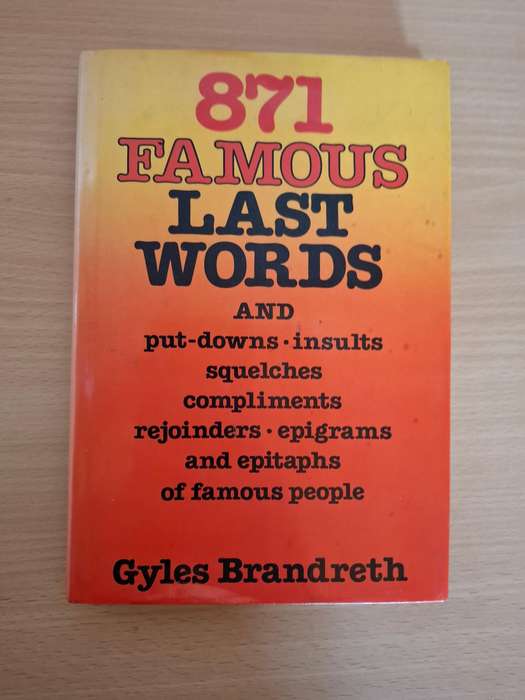 871
FAMOUS
LAST
WORDS
AND
put-downs • insults
squelches
compliments
rejoinders • epigrams
and epitaphs
of famous people
Gyles Brandreth